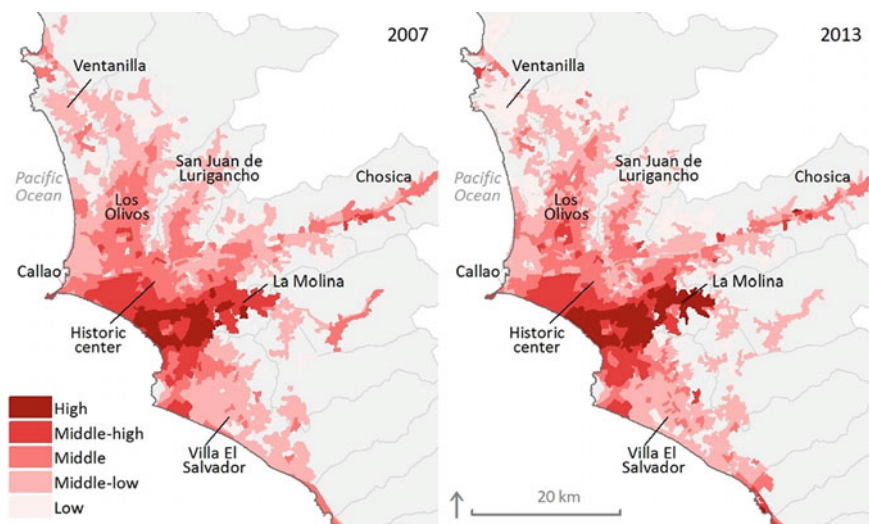 2007
Ventanilla
San Juan de
Lurigancho
Chosica
Pacific
Ocean
Los
Olivos
Callao
La Molina
Historic
center
High
Middle-high
Middle
Middle-low
Low
Villa El
Salvador
2013
Ventanilla
San Juan de
Lurigancho
Chosica
Pacific
Ocean
Los
Olivos
Callao
La Molina
Historic
center
Villa El
Salvador
20 km